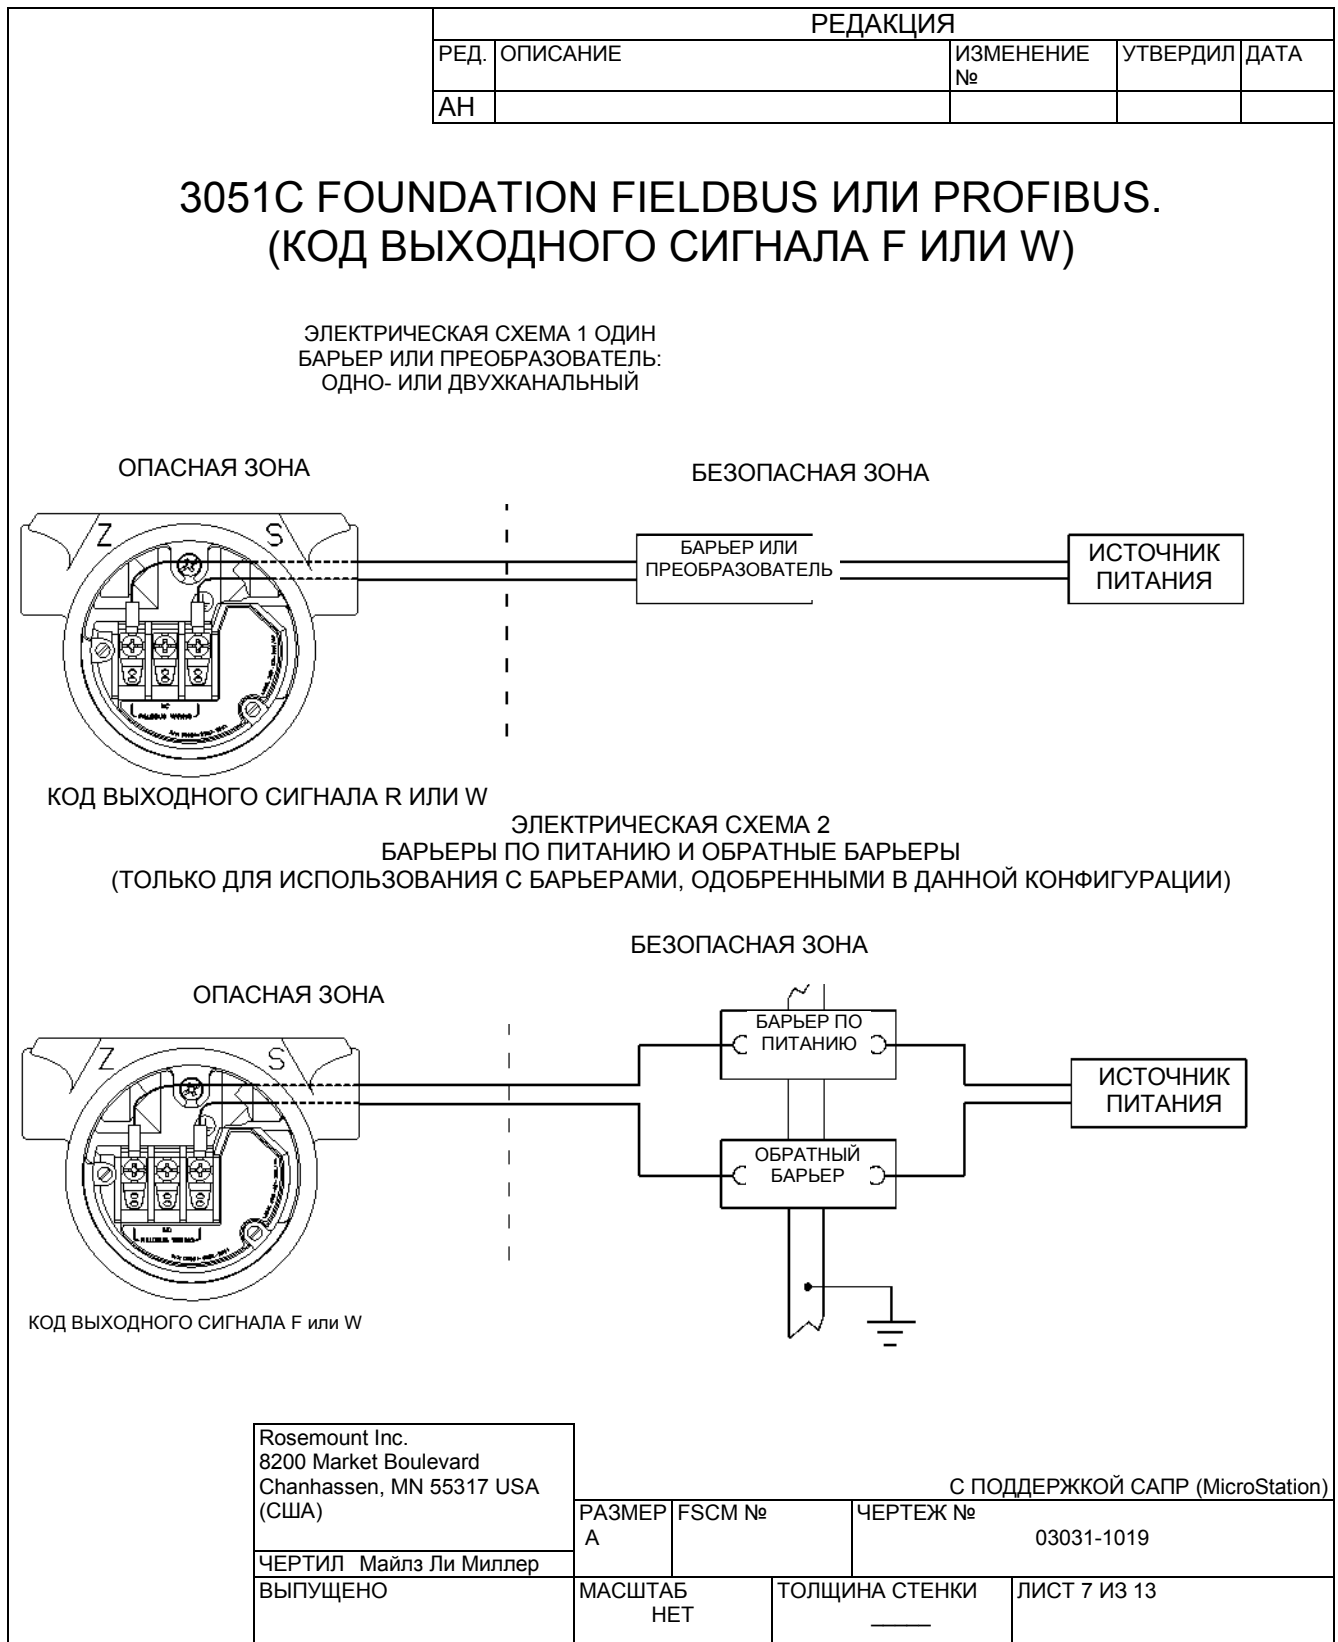 РЕДАКЦИЯ
РЕД. ОПИСАНИЕ ИЗМЕНЕНИЕ № УТВЕРДИЛ ДАТА
АН
3051C FOUNDATION FIELDBUS ИЛИ PROFIBUS.
(КОД ВЫХОДНОГО СИГНАЛА F ИЛИ W)
ЭЛЕКТРИЧЕСКАЯ СХЕМА 1 ОДИН
БАРЬЕР ИЛИ ПРЕОБРАЗОВАТЕЛЬ:
ОДНО- ИЛИ ДВУХКАНАЛЬНЫЙ
ОПАСНАЯ ЗОНА
БЕЗОПАСНАЯ ЗОНА
Z S
БАРЬЕР ИЛИ
ПРЕОБРАЗОВАТЕЛЬ
ИСТОЧНИК
ПИТАНИЯ
FIELDBUS WIRING
КОД ВЫХОДНОГО СИГНАЛА R ИЛИ W
ЭЛЕКТРИЧЕСКАЯ СХЕМА 2
БАРЬЕРЫ ПО ПИТАНИЮ И ОБРАТНЫЕ БАРЬЕРЫ
(ТОЛЬКО ДЛЯ ИСПОЛЬЗОВАНИЯ С БАРЬЕРАМИ, ОДОБРЕННЫМИ В ДАННОЙ КОНФИГУРАЦИИ)
БЕЗОПАСНАЯ ЗОНА
ОПАСНАЯ ЗОНА
Z S
БАРЬЕР ПО
ПИТАНИЮ
ИСТОЧНИК
ПИТАНИЯ
ОБРАТНЫЙ
БАРЬЕР
FIELDBUS WIRING
КОД ВЫХОДНОГО СИГНАЛА F или W
Rosemount Inc.
8200 Market Boulevard
Chanhassen, MN 55317 USA
(США)
С ПОДДЕРЖКОЙ САПР (MicroStation)
РАЗМЕР
А
FSCM №
ЧЕРТЕЖ №
03031-1019
ЧЕРТИЛ Майлз Ли Миллер
ВЫПУЩЕНО
МАСШТАБ
НЕТ
ТОЛЩИНА СТЕНКИ
_____
ЛИСТ 7 ИЗ 13